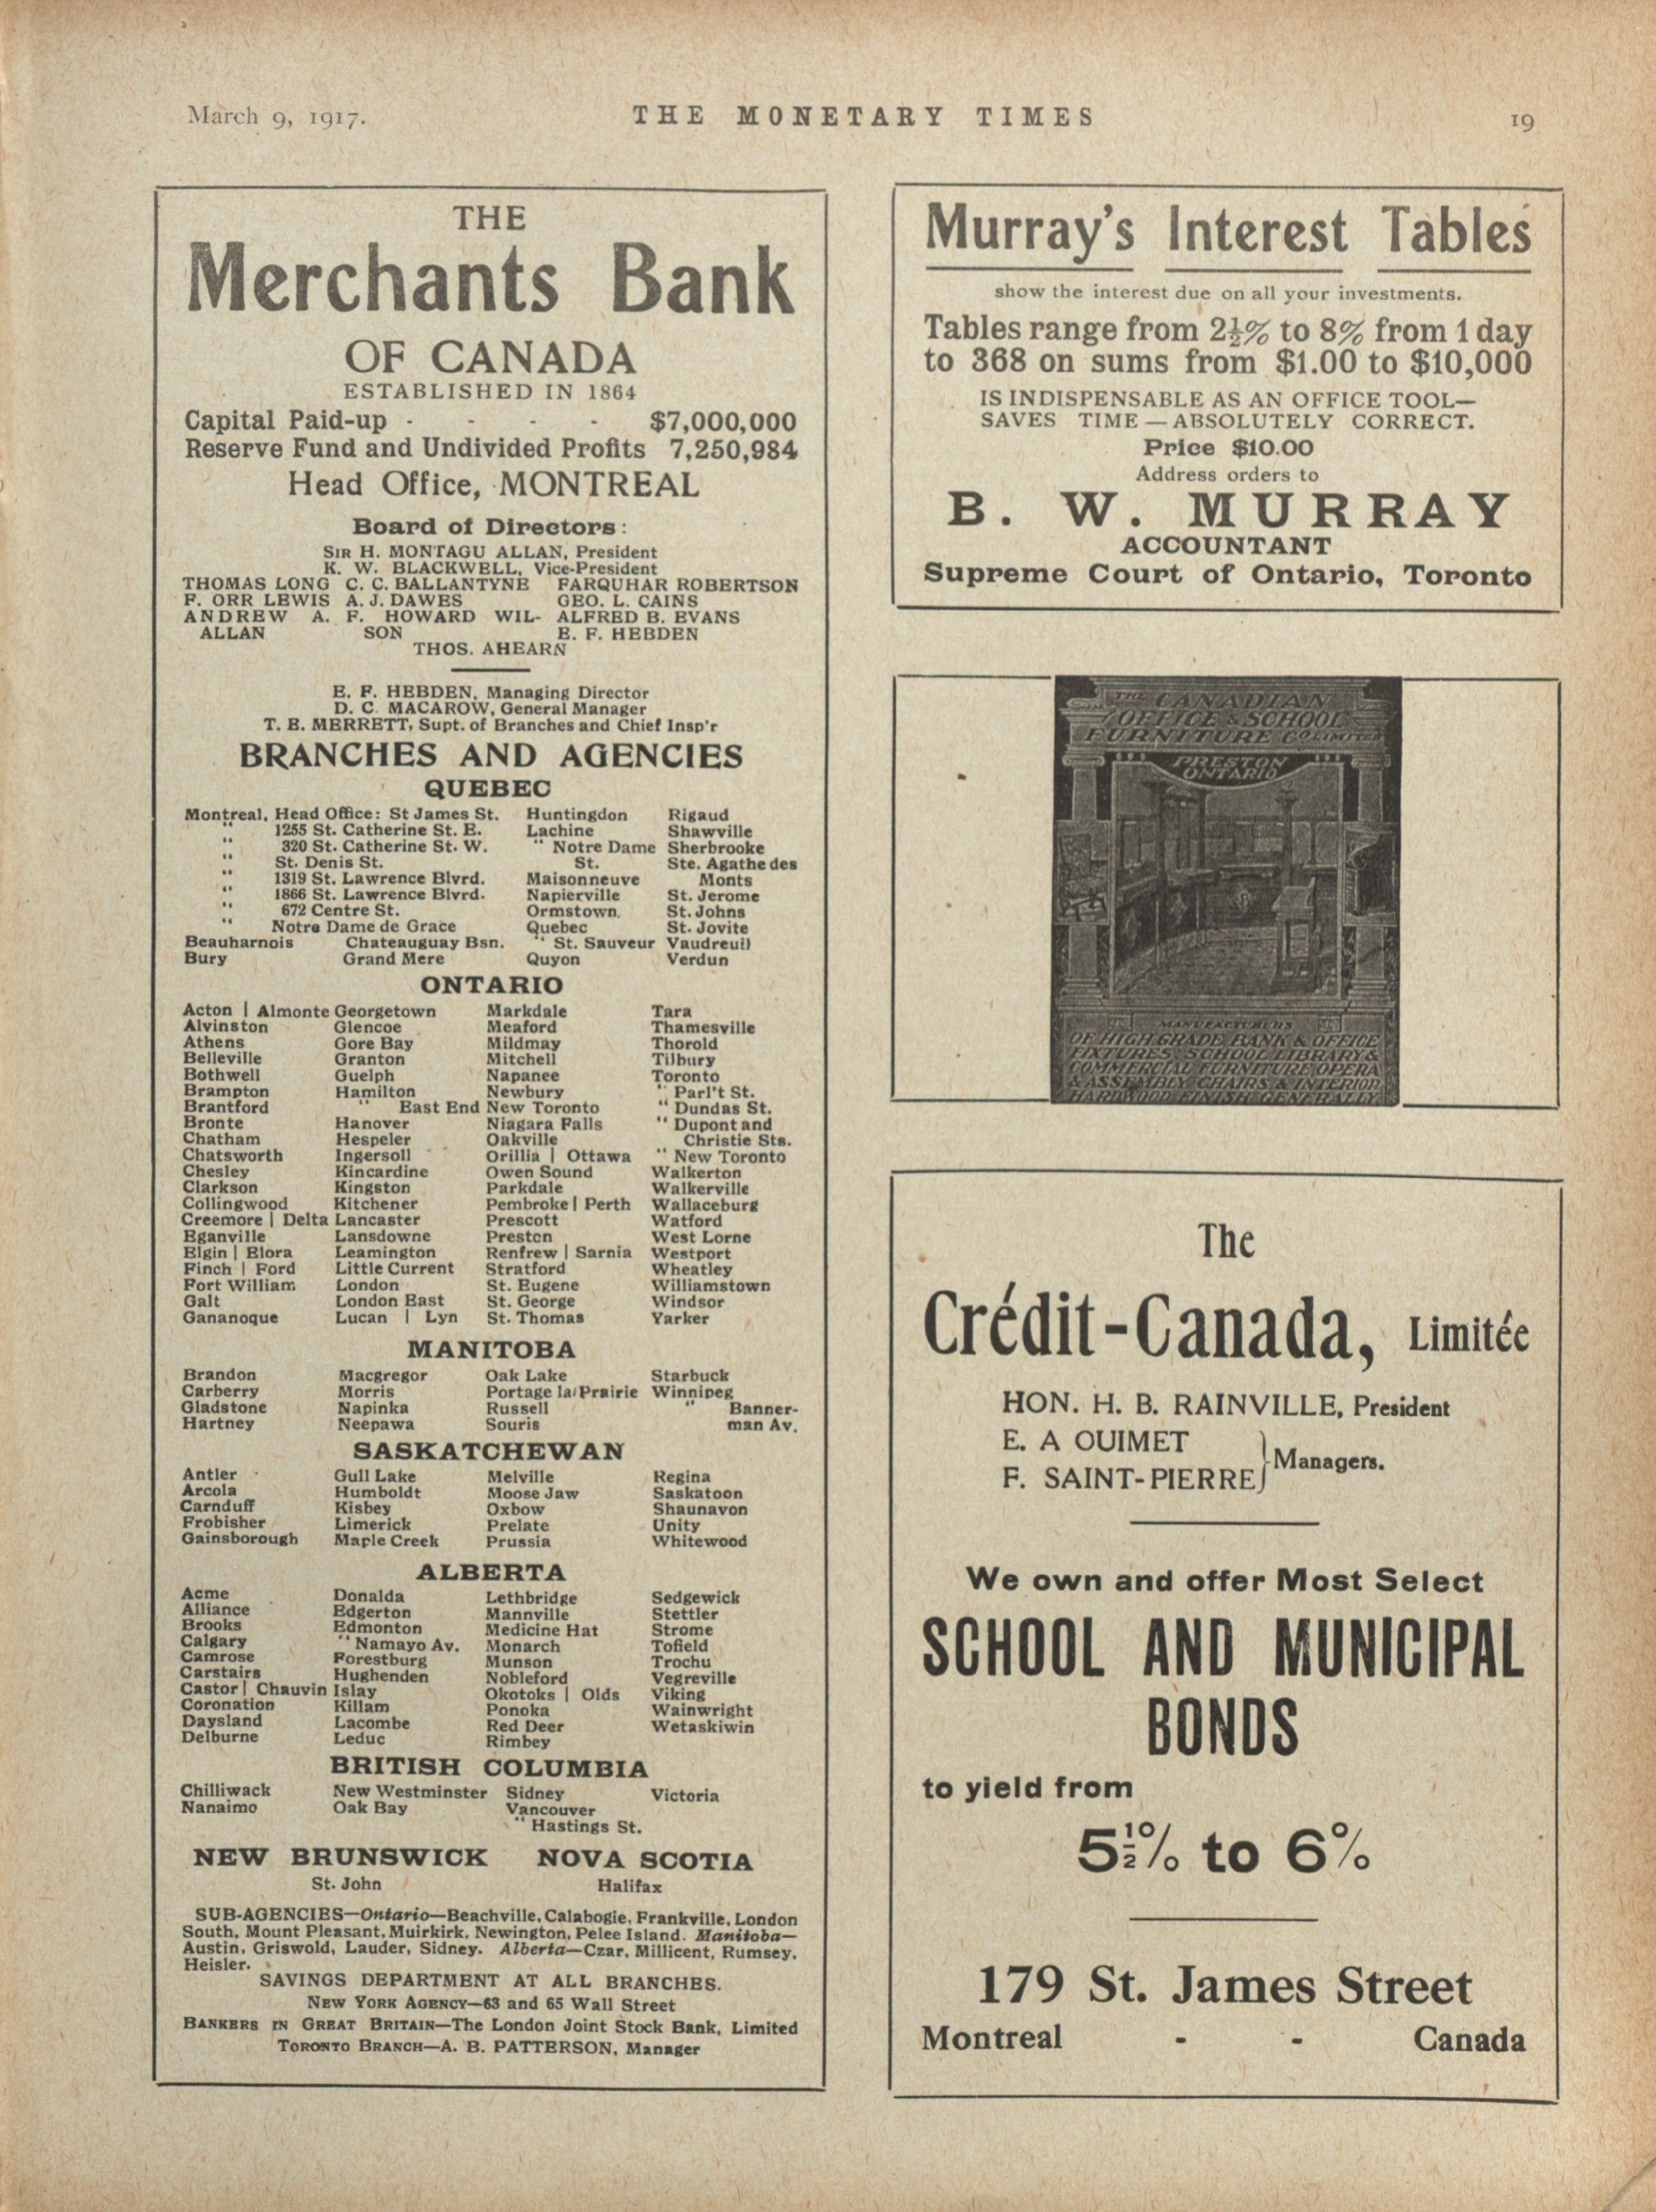 March 9, 1917.
THE MONETARY TIMES
19
THE
Merchants Bank
OF CANADA
ESTABLISHED IN 1864
Capital Paid-up - - - - $7,000,000
Reserve Fund and Undivided Profits 7,250,984
Head Office, MONTREAL
Board of Directors:
SIR H. MONTAGU ALLAN, President
K. W. BLACKWELL, Vice-President
THOMAS LONG C. C. BALLANTYNE FARQUHAR ROBERTSON
F. ORR LEWIS A. J. DAWES GEO. L. CAINS
ANDREW A. F. HOWARD WIL- ALFRED B. EVANS
ALLAN SON E. F. HEBDEN
THOS. AHEARN
E. F. HEBDEN, Managing Director
D. C. MACAROW, General Manager
T. E. MERRETT, Supt. of Branches and Chief Insp'r
BRANCHES AND AGENCIES
QUEBEC
Montreal, Head Office: St James St. Huntingdon Rigaud
" 1255 St. Catherine St. E. Lachine Shawville
" 320 St. Catherine St. W. " Notre Dame Sherbrooke
" St. Denis St. St. Ste. Agathe des
" 1319 St. Lawrence Blvrd. Maisonneuve Monts
" 1866 St. Lawrence Blvrd. Napierville St. Jerome
" 672 Centre St. Ormstown. St. Johns
" Notre Dame de Grace Quebec St. Jovite
Beauharnois Chateauguay Bsn. " St. Sauveur Vaudreuil
Bury Grand Mere Quyon Verdun
ONTARIO
Acton | Almonte Georgetown Markdale Tara
Alvinston Glencoe Meaford Thamesville
Athens Gore Bay Mildmay Thorold
Belleville Granton Mitchell Tilbury
Bothwell Guelph Napanee Toronto
Brampton Hamilton Newbury " Parl't St.
Brantford " East End New Toronto " Dundas St.
Bronte Hanover Niagara Falls " Dupont and
Chatham Hespeler Oakville Christie Sts.
Chatsworth Ingersoll Orillia | Ottawa " New Toronto
Chesley Kincardine Owen Sound Walkerton
Clarkson Kingston Parkdale Walkerville
Collingwood Kitchener Pembroke | Perth Wallaceburg
Creemore | Delta Lancaster Prescott Watford
Eganville Lansdowne Preston West Lorne
Elgin | Elora Leamington Renfrew | Sarnia Westport
Finch | Ford Little Current Stratford Wheatley
Fort William London St. Eugene Williamstown
Galt London East St. George Windsor
Gananoque Lucan | Lyn St. Thomas Yarker
MANITOBA
Brandon Macgregor Oak Lake Starbuck
Carberry Morris Portage la Prairie Winnipeg
Gladstone Napinka Russell " Banner-
Hartney Neepawa Souris man Av.
SASKATCHEWAN
Antler Gull Lake Melville Regina
Arcola Humboldt Moose Jaw Saskatoon
Carnduff Kisbey Oxbow Shaunavon
Frobisher Limerick Prelate Unity
Gainsborough Maple Creek Prussia Whitewood
ALBERTA
Acme Donalda Lethbridge Sedgewick
Alliance Edgerton Mannville Stettler
Brooks Edmonton Medicine Hat Strome
Calgary " Namayo Av. Monarch Tofield
Camrose Forestburg Munson Trochu
Carstairs Hughenden Nobleford Vegreville
Castor | Chauvin Islay Okotoks | Olds Viking
Coronation Killam Ponoka Wainwright
Daysland Lacombe Red Deer Wetaskiwin
Delburne Leduc Rimbey
BRITISH COLUMBIA
Chilliwack New Westminster Sidney Victoria
Nanaimo Oak Bay Vancouver
" Hastings St.
NEW BRUNSWICK NOVA SCOTIA
St. John Halifax
SUB-AGENCIES—Ontario—Beachville, Calabogie, Frankville, London
South, Mount Pleasant, Muirkirk, Newington, Pelee Island. Manitoba—
Austin, Griswold, Lauder, Sidney. Alberta—Czar, Millicent, Rumsey,
Heisler.
SAVINGS DEPARTMENT AT ALL BRANCHES.
NEW YORK AGENCY—63 and 65 Wall Street
BANKERS IN GREAT BRITAIN—The London Joint Stock Bank, Limited
TORONTO BRANCH—A. B. PATTERSON, Manager
Murray's Interest Tables
show the interest due on all your investments.
Tables range from 2½% to 8% from 1 day
to 368 on sums from $1.00 to $10,000
IS INDISPENSABLE AS AN OFFICE TOOL—
SAVES TIME — ABSOLUTELY CORRECT.
Price $10.00
Address orders to
B. W. MURRAY
ACCOUNTANT
Supreme Court of Ontario, Toronto
THE CANADIAN
OFFICE & SCHOOL
FURNITURE CO. LIMITED
PRESTON
ONTARIO
MANUFACTURERS
OF HIGH GRADE BANK & OFFICE
FIXTURES, SCHOOL, LIBRARY &
COMMERCIAL FURNITURE, OPERA
& ASSEMBLY CHAIRS & INTERIOR
HARDWOOD FINISH GENERALLY
The
Crédit-Canada, Limitée
HON. H. B. RAINVILLE, President
E. A OUIMET
F. SAINT-PIERRE } Managers.
We own and offer Most Select
SCHOOL AND MUNICIPAL
BONDS
to yield from
5½% to 6%
179 St. James Street
Montreal - - Canada